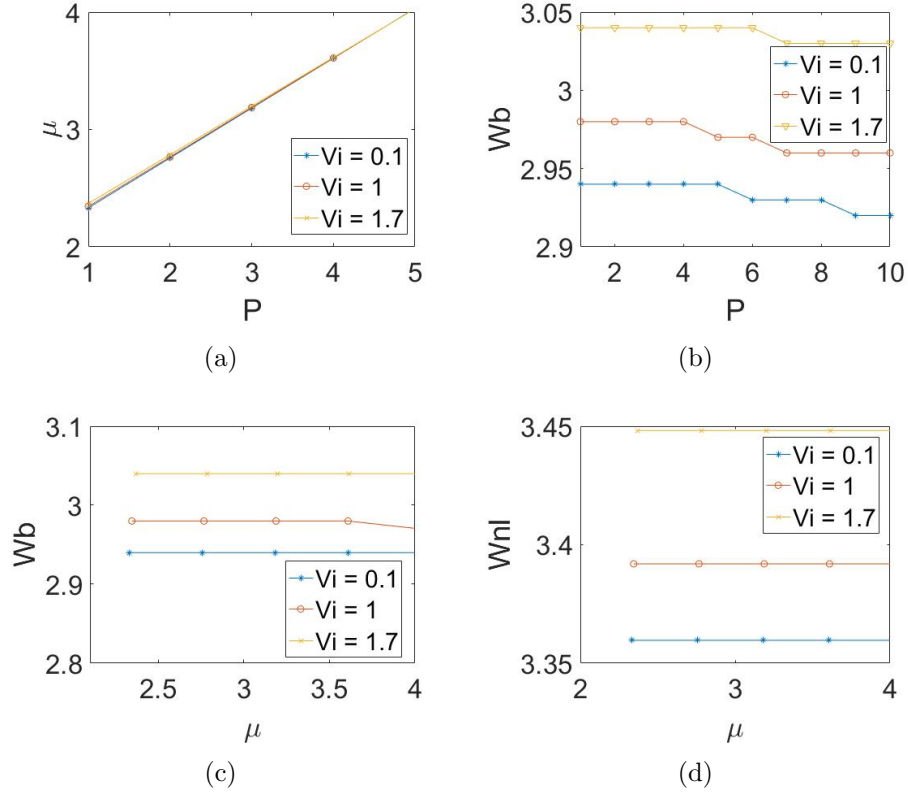 4
3
2
μ
1 2 3 4 5
P
Vi = 0.1
Vi = 1
Vi = 1.7
(a)
3.05
3
2.95
2.9
Wb
2 4 6 8 10
P
Vi = 0.1
Vi = 1
Vi = 1.7
(b)
3.1
3
2.9
2.8
Wb
2.5 3 3.5 4
μ
Vi = 0.1
Vi = 1
Vi = 1.7
(c)
3.45
3.4
3.35
Wnl
2 3 4
μ
Vi = 0.1
Vi = 1
Vi = 1.7
(d)